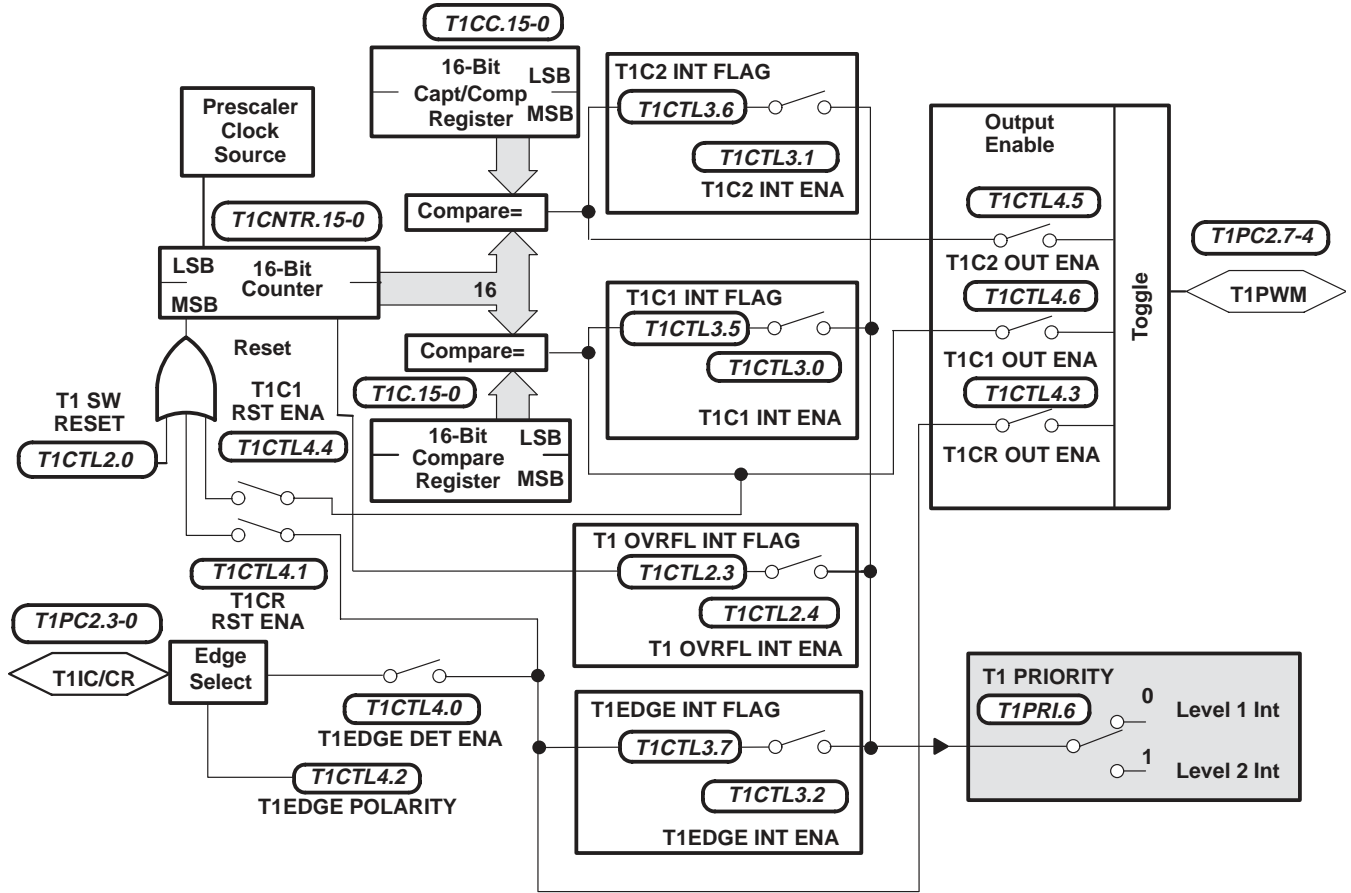 T1CC.15-0
16-Bit
Capt/Comp
Register
LSB
MSB
Prescaler
Clock
Source
T1CNTR.15-0
LSB
MSB
16-Bit
Counter
16
Compare=
Compare=
T1C.15-0
16-Bit
Compare
Register
LSB
MSB
Reset
T1 SW
RESET
T1CTL2.0
T1C1
RST ENA
T1CTL4.4
T1CTL4.1
T1CR
RST ENA
T1PC2.3-0
T1IC/CR
Edge
Select
T1CTL4.0
T1EDGE DET ENA
T1CTL4.2
T1EDGE POLARITY
T1C2 INT FLAG
T1CTL3.6
T1CTL3.1
T1C2 INT ENA
T1C1 INT FLAG
T1CTL3.5
T1CTL3.0
T1C1 INT ENA
T1 OVRFL INT FLAG
T1CTL2.3
T1CTL2.4
T1 OVRFL INT ENA
T1EDGE INT FLAG
T1CTL3.7
T1CTL3.2
T1EDGE INT ENA
Output
Enable
T1CTL4.5
T1C2 OUT ENA
T1CTL4.6
T1C1 OUT ENA
T1CTL4.3
T1CR OUT ENA
Toggle
T1PC2.7-4
T1PWM
T1 PRIORITY
T1PRI.6
0
Level 1 Int
1
Level 2 Int